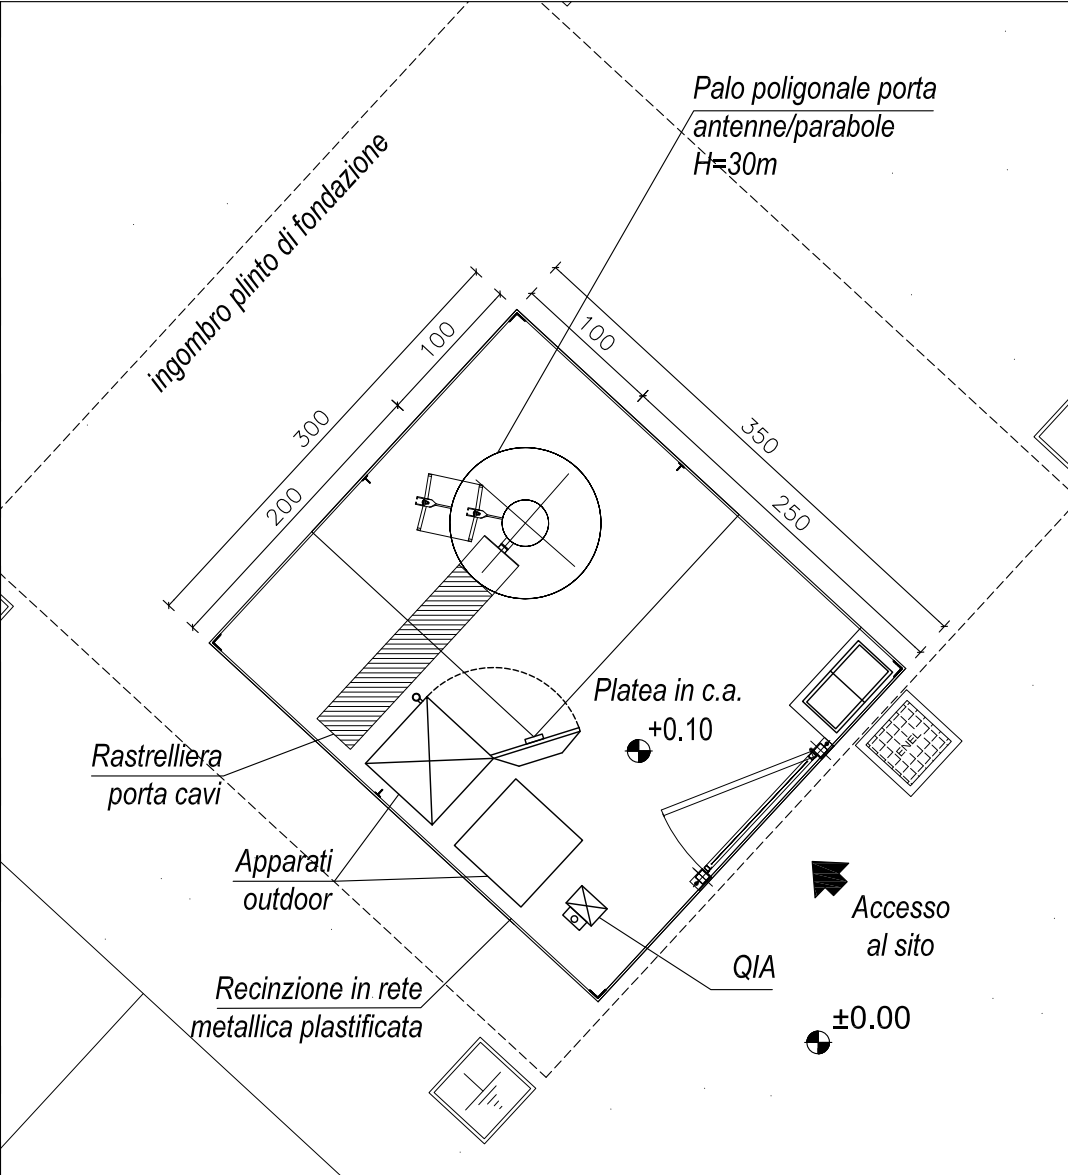 Palo poligonale porta
antenne/parabole
H=30m
ingombro plinto di fondazione
100
100
300
350
200
250
Platea in c.a.
+0.10
ENEL
Rastrelliera
porta cavi
Apparati
outdoor
Accesso
al sito
QIA
Recinzione in rete
metallica plastificata
±0.00